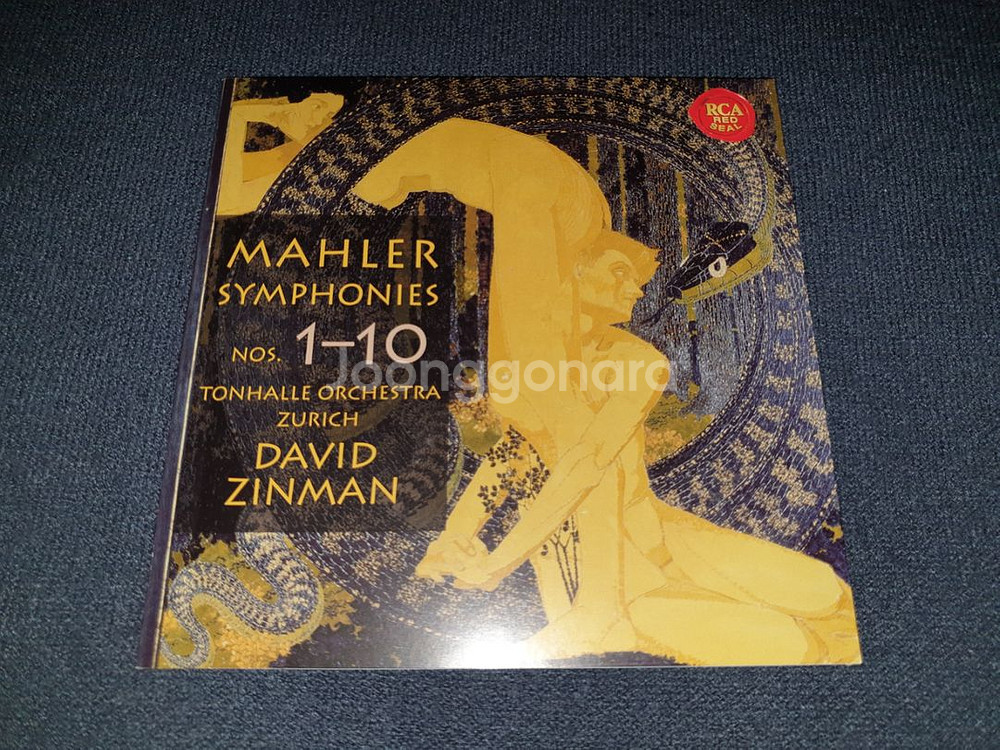 RCA
RED
SEAL
MAHLER
SYMPHONIES
NOS. 1–10
TONHALLE ORCHESTRA
ZURICH
DAVID
ZINMAN
Joonggonara